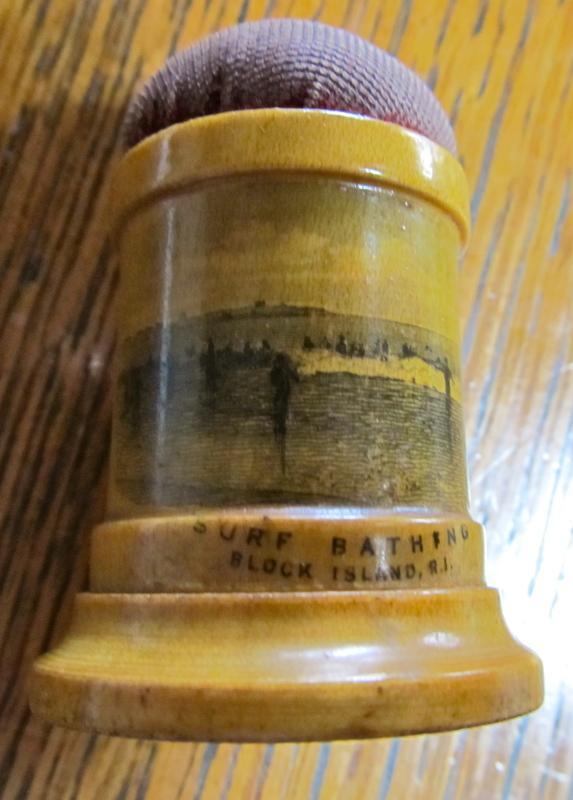 SURF BATHING
BLOCK ISLAND, R.I.